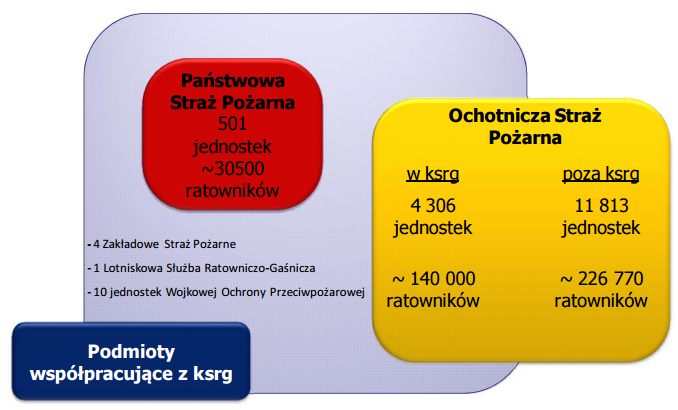 Państwowa
Straż Pożarna
501
jednostek
~30500
ratowników
- 4 Zakładowe Straż Pożarne
- 1 Lotniskowa Służba Ratowniczo-Gaśnicza
- 10 jednostek Wojkowej Ochrony Przeciwpożarowej
Ochotnicza Straż
Pożarna
w ksrg
4 306
jednostek
~ 140 000
ratowników
poza ksrg
11 813
jednostek
~ 226 770
ratowników
Podmioty
współpracujące z ksrg